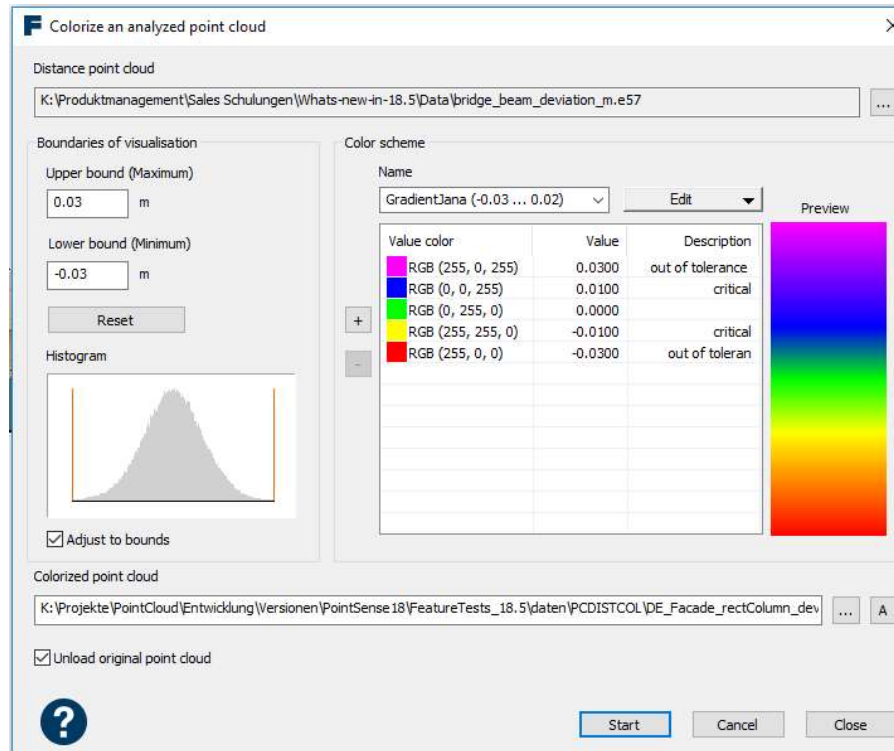 Colorize an analyzed point cloud
Distance point cloud
K:\Produktmanagement\Sales Schulungen\Whats-new-in-18.5\Data\bridge_beam_deviation_m.e57
...
Boundaries of visualisation
Upper bound (Maximum)
0.03 m
Lower bound (Minimum)
-0.03 m
Reset
Histogram
Adjust to bounds
Color scheme
Name
GradientJana (-0.03 ... 0.02)
Edit
Preview
Value color Value Description
RGB (255, 0, 255) 0.0300 out of tolerance
RGB (0, 0, 255) 0.0100 critical
RGB (0, 255, 0) 0.0000
RGB (255, 255, 0) -0.0100 critical
RGB (255, 0, 0) -0.0300 out of toleran
+
-
Colorized point cloud
K:\Projekte\PointCloud\Entwicklung\Versionen\PointSense18\FeatureTests_18.5\daten\PCDISTCOL\DE_Facade_rectColumn_dev
... A
Unload original point cloud
?
Start Cancel Close